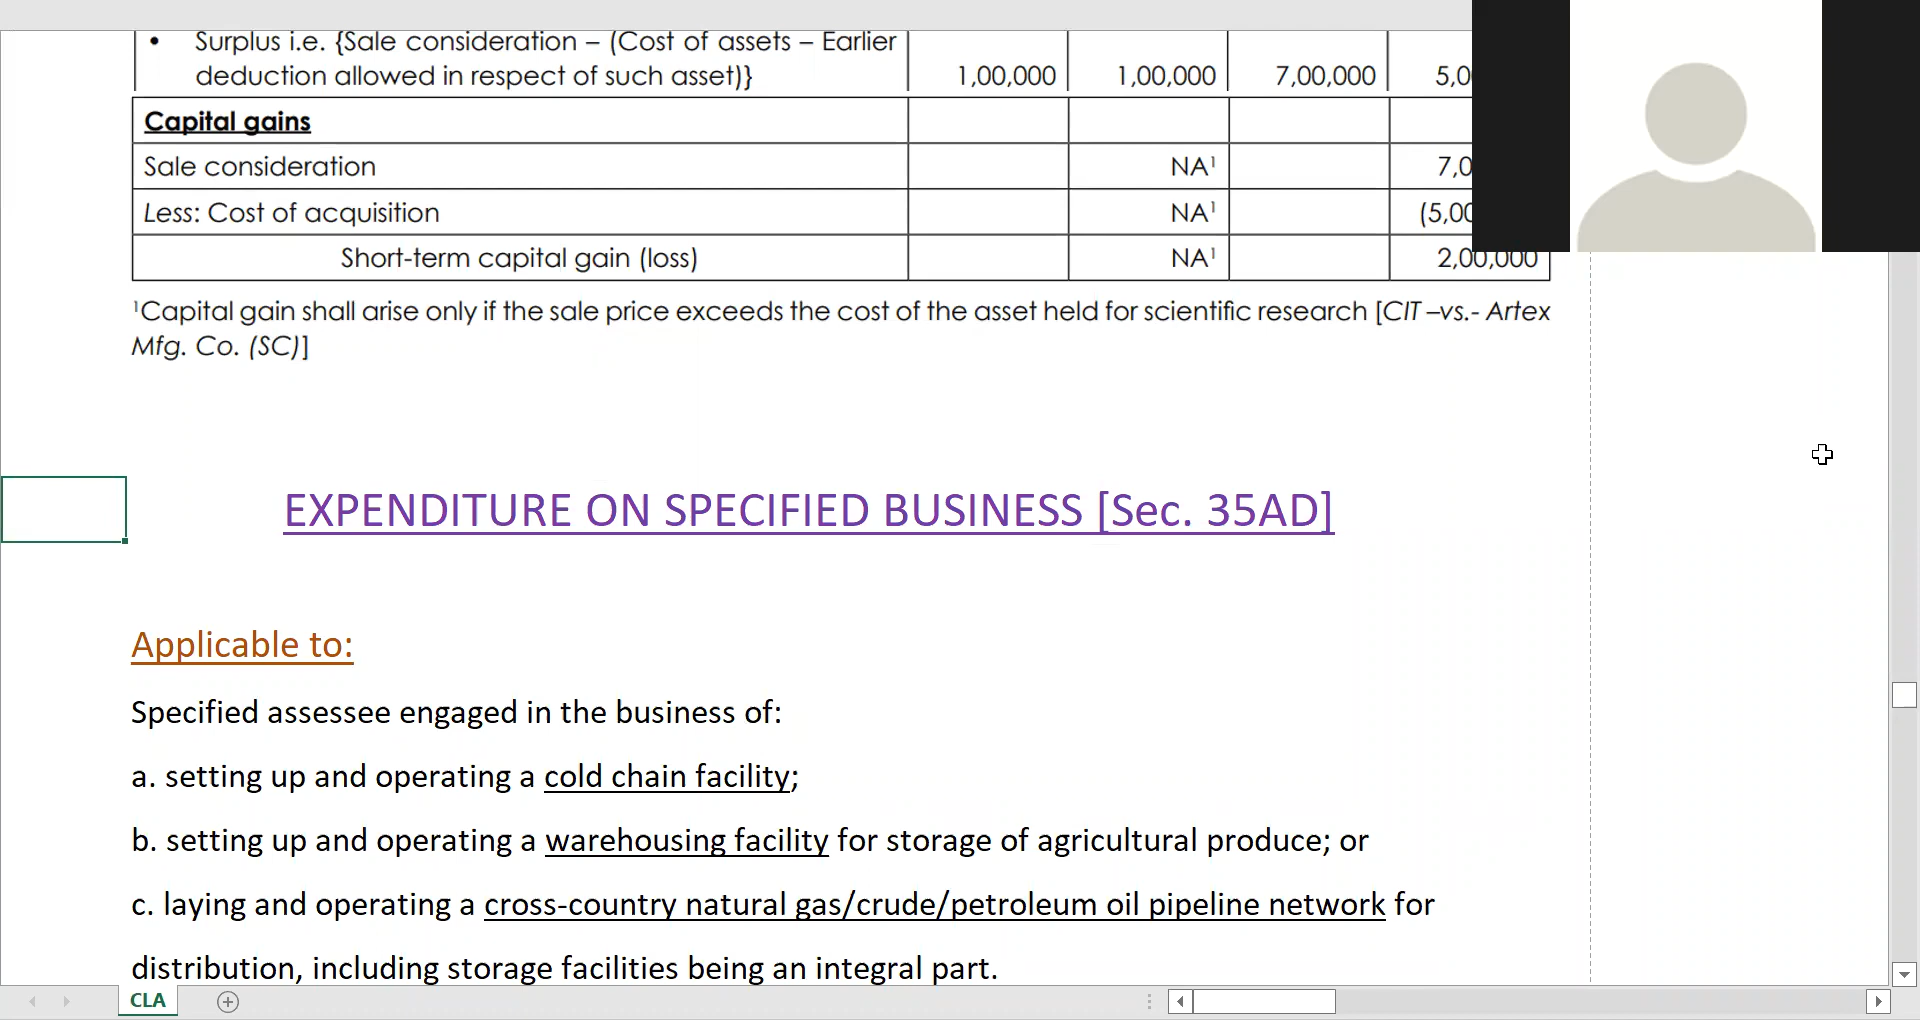 • Surplus i.e. {Sale consideration – (Cost of assets – Earlier
deduction allowed in respect of such asset)} 1,00,000 1,00,000 7,00,000 5,0
Capital gains
Sale consideration NA¹ 7,0
Less: Cost of acquisition NA¹ (5,00
Short-term capital gain (loss) NA¹ 2,00,000
¹Capital gain shall arise only if the sale price exceeds the cost of the asset held for scientific research [CIT –vs.- Artex
Mfg. Co. (SC)]
EXPENDITURE ON SPECIFIED BUSINESS [Sec. 35AD]
Applicable to:
Specified assessee engaged in the business of:
a. setting up and operating a cold chain facility;
b. setting up and operating a warehousing facility for storage of agricultural produce; or
c. laying and operating a cross-country natural gas/crude/petroleum oil pipeline network for
distribution, including storage facilities being an integral part.
CLA